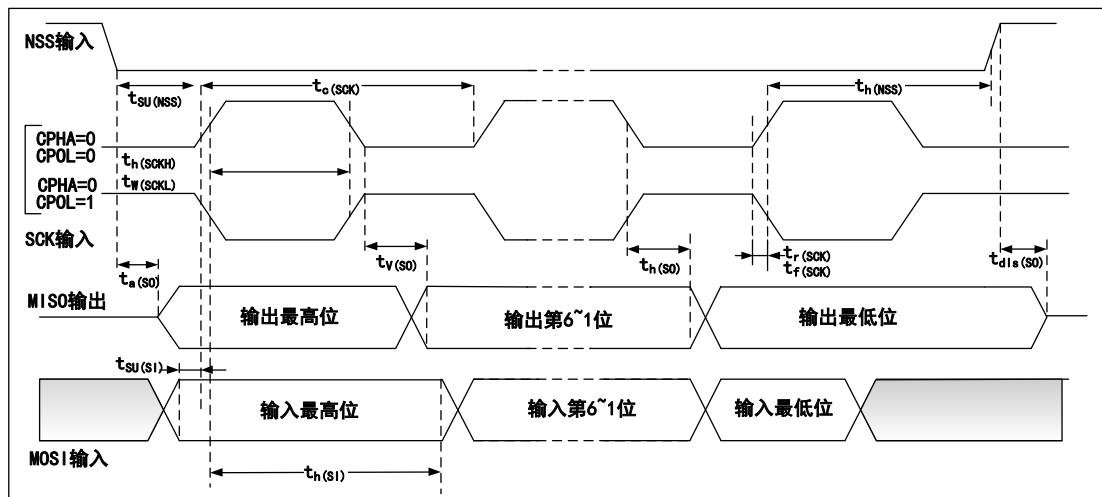 NSS输入
tSU(NSS)
tc(SCK)
th(NSS)
CPHA=0
CPOL=0
th(SCKH)
tW(SCKL)
CPHA=0
CPOL=1
SCK输入
ta(SO)
tV(SO)
th(SO)
tr(SCK)
tf(SCK)
tdis(SO)
MISO输出
输出最高位
输出第6~1位
输出最低位
tSU(SI)
输入最高位
输入第6~1位
输入最低位
MOSI输入
th(SI)